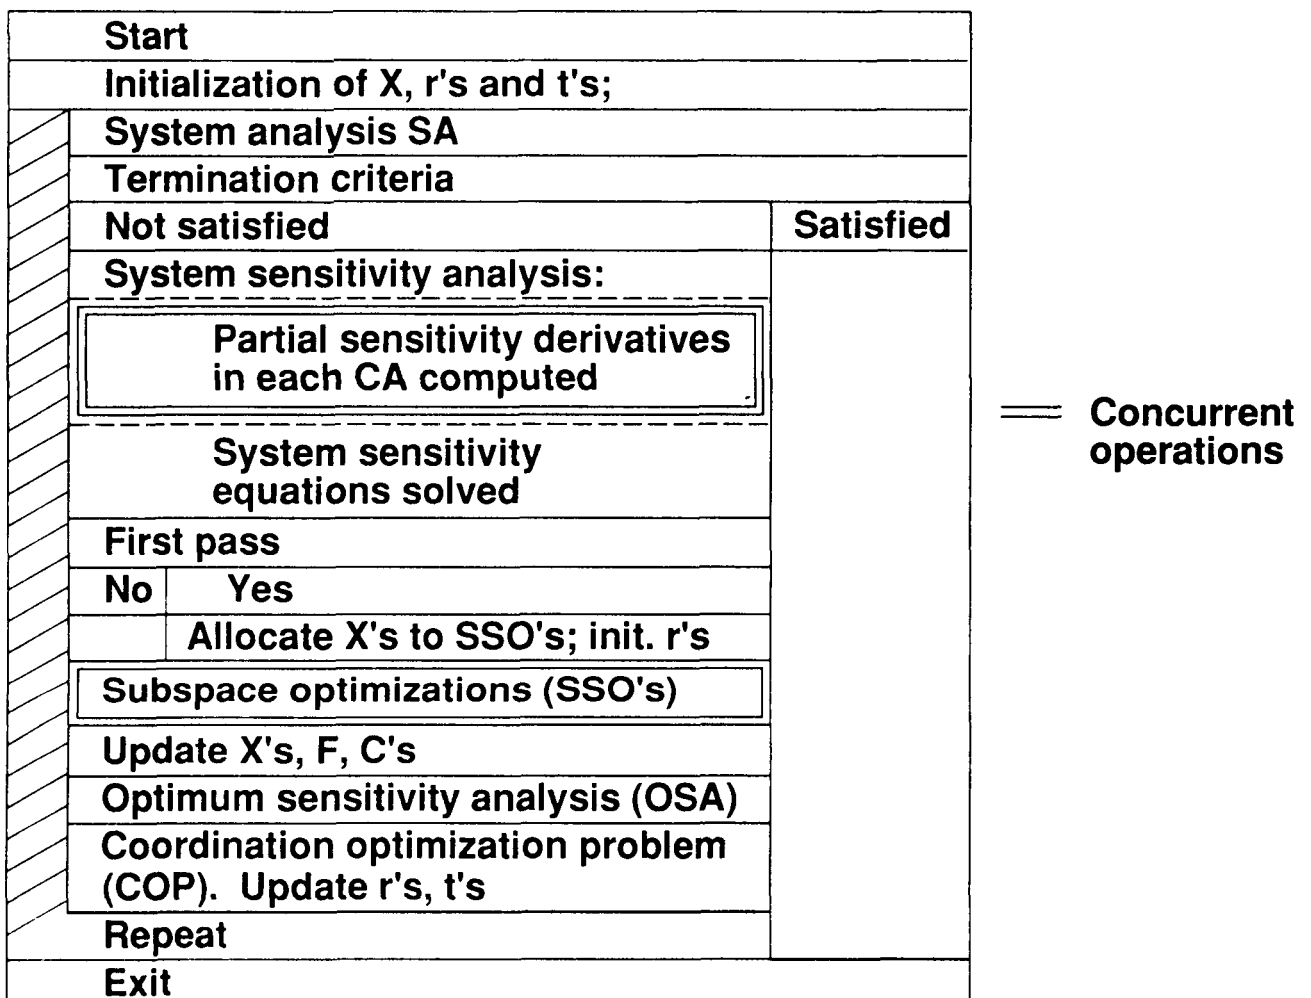 Start
Initialization of X, r's and t's;
System analysis SA
Termination criteria
Not satisfied
Satisfied
System sensitivity analysis:
Partial sensitivity derivatives
in each CA computed
System sensitivity
equations solved
First pass
No
Yes
Allocate X's to SSO's; init. r's
Subspace optimizations (SSO's)
Update X's, F, C's
Optimum sensitivity analysis (OSA)
Coordination optimization problem
(COP). Update r's, t's
Repeat
Exit
Concurrent
operations